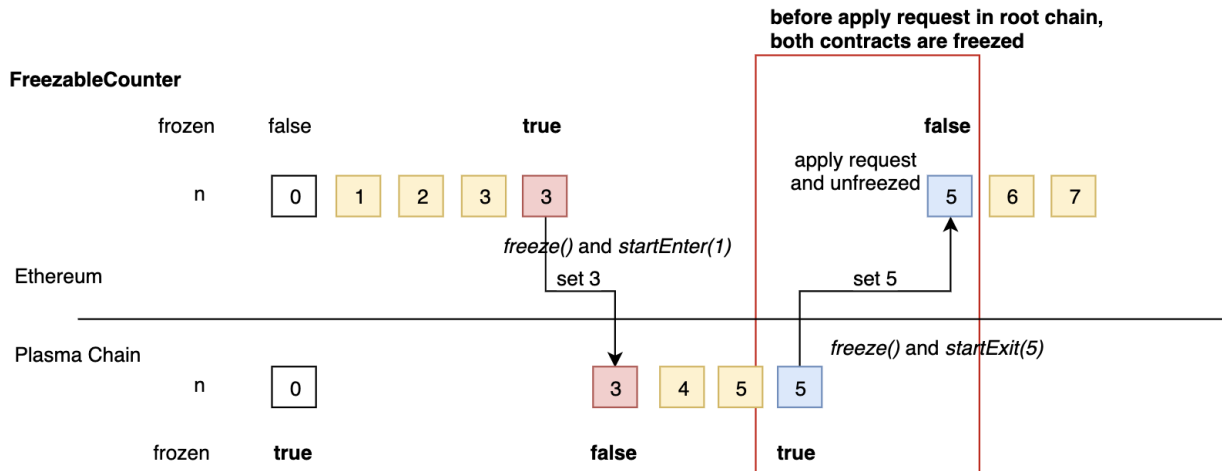 before apply request in root chain,
both contracts are freezed
FreezableCounter
frozen false true false
apply request
and unfreezed
n 0 1 2 3 3 5 6 7
freeze() and startEnter(1)
Ethereum set 3 set 5
Plasma Chain freeze() and startExit(5)
n 0 3 4 5 5
frozen true false true